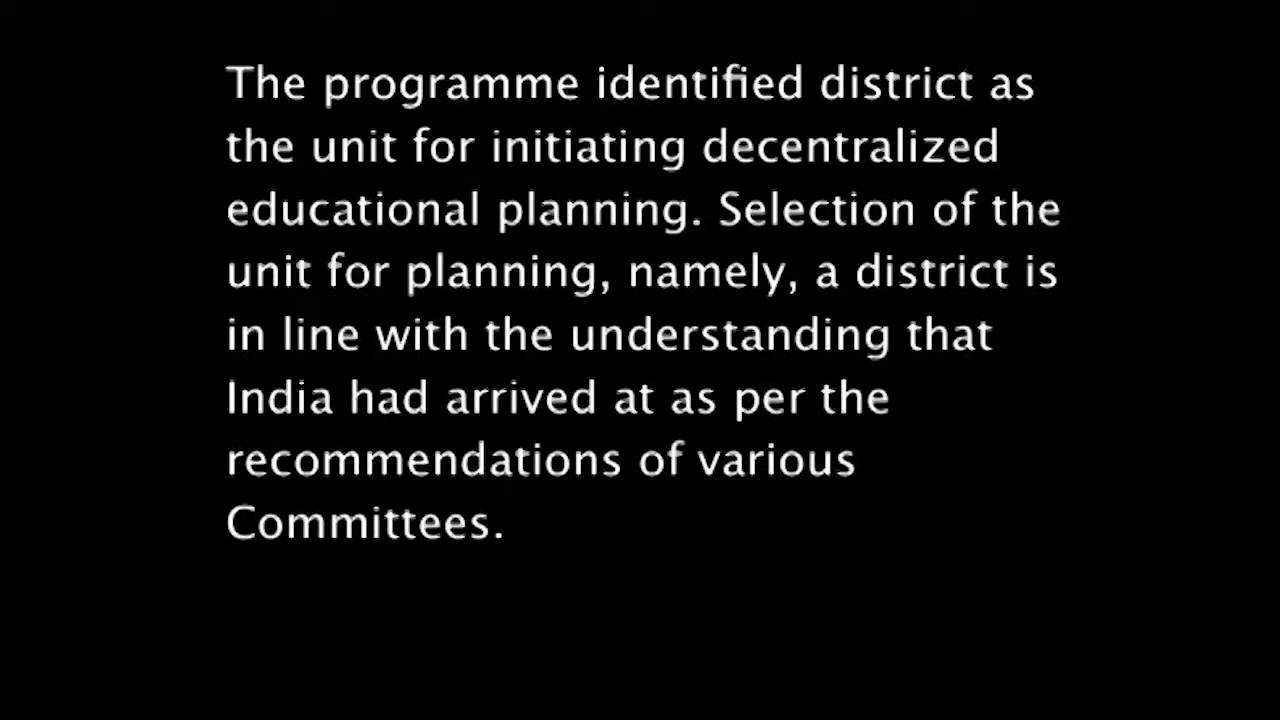 The programme identified district as
the unit for initiating decentralized
educational planning. Selection of the
unit for planning, namely, a district is
in line with the understanding that
India had arrived at as per the
recommendations of various
Committees.